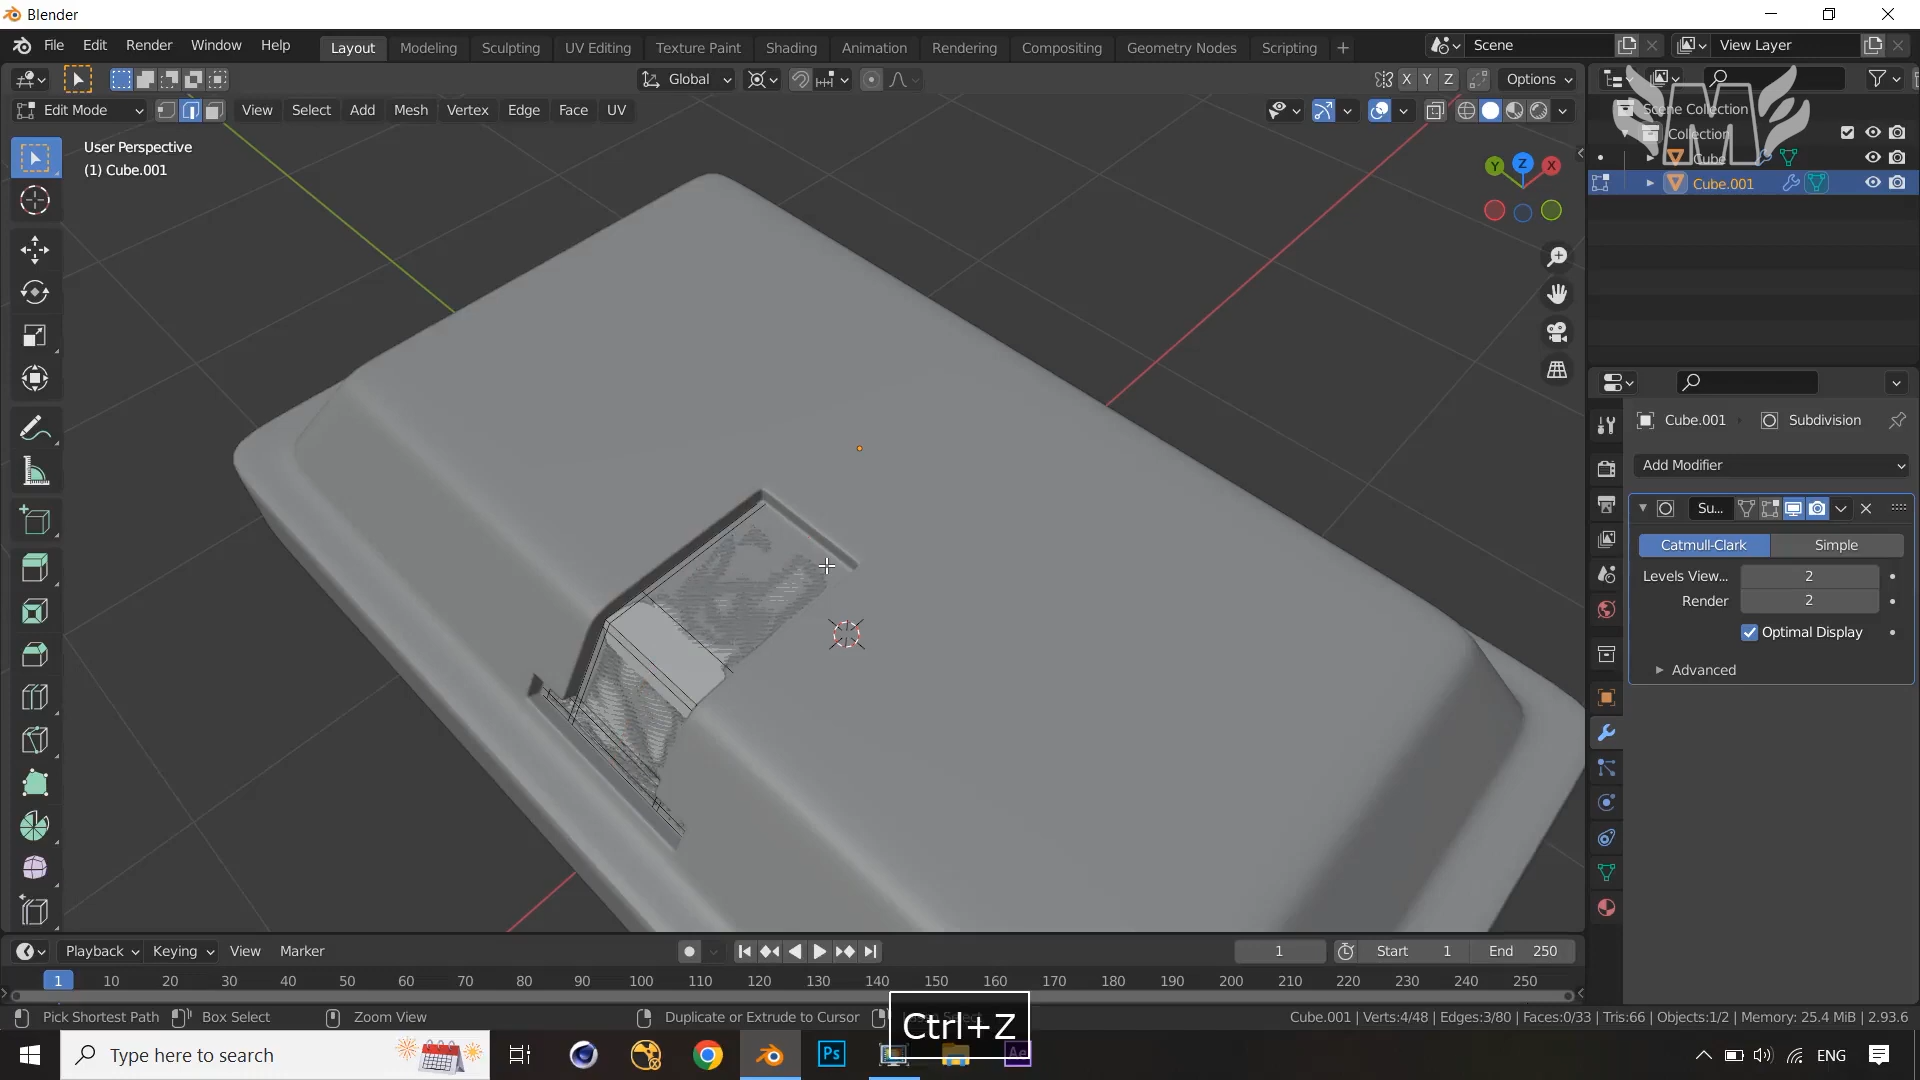 Blender
File Edit Render Window Help Layout Modeling Sculpting UV Editing Texture Paint Shading Animation Rendering Compositing Geometry Nodes Scripting + Scene View Layer
Global X Y Z Options
Edit Mode View Select Add Mesh Vertex Edge Face UV
User Perspective
(1) Cube.001
Y Z X
M
Scene Collection
Collection
Cube
Cube.001
Cube.001 Subdivision
Add Modifier
Su...
Catmull-Clark Simple
Levels View... 2
Render 2
Optimal Display
Advanced
Playback Keying View Marker 1 Start 1 End 250
1 10 20 30 40 50 60 70 80 90 100 110 120 130 140 150 160 170 180 190 200 210 220 230 240 250
Pick Shortest Path Box Select Zoom View Duplicate or Extrude to Cursor Cube.001 | Verts:4/48 | Edges:3/80 | Faces:0/33 | Tris:66 | Objects:1/2 | Memory: 25.4 MiB | 2.93.6
Ctrl+Z
Type here to search Ps Ae ENG